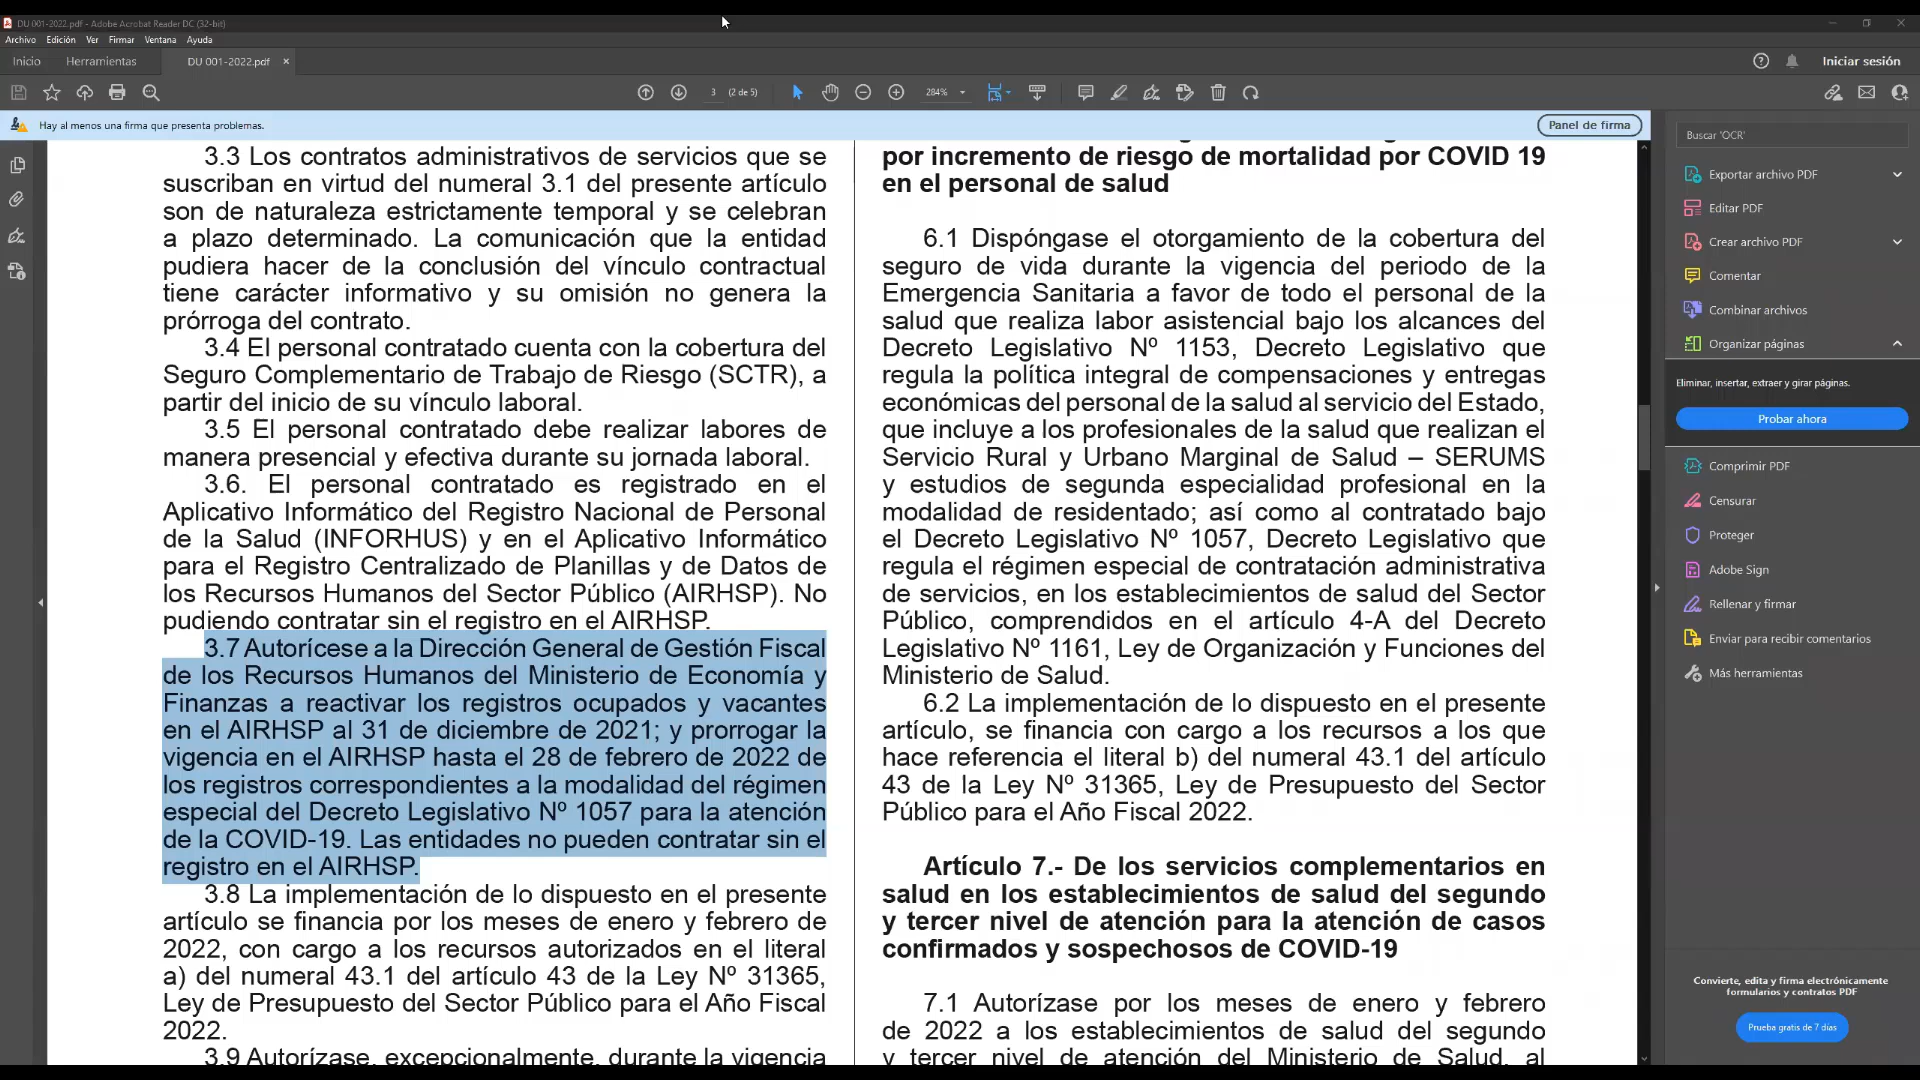 DU 001-2022.pdf - Adobe Acrobat Reader DC (32-bit)
Archivo Edición Ver Firmar Ventana Ayuda
Inicio Herramientas DU 001-2022.pdf × Iniciar sesión
3 (2 de 5) 284%
Hay al menos una firma que presenta problemas. Panel de firma
3.3 Los contratos administrativos de servicios que se
suscriban en virtud del numeral 3.1 del presente artículo
son de naturaleza estrictamente temporal y se celebran
a plazo determinado. La comunicación que la entidad
pudiera hacer de la conclusión del vínculo contractual
tiene carácter informativo y su omisión no genera la
prórroga del contrato.
3.4 El personal contratado cuenta con la cobertura del
Seguro Complementario de Trabajo de Riesgo (SCTR), a
partir del inicio de su vínculo laboral.
3.5 El personal contratado debe realizar labores de
manera presencial y efectiva durante su jornada laboral.
3.6. El personal contratado es registrado en el
Aplicativo Informático del Registro Nacional de Personal
de la Salud (INFORHUS) y en el Aplicativo Informático
para el Registro Centralizado de Planillas y de Datos de
los Recursos Humanos del Sector Público (AIRHSP). No
pudiendo contratar sin el registro en el AIRHSP.
3.7 Autorícese a la Dirección General de Gestión Fiscal
de los Recursos Humanos del Ministerio de Economía y
Finanzas a reactivar los registros ocupados y vacantes
en el AIRHSP al 31 de diciembre de 2021; y prorrogar la
vigencia en el AIRHSP hasta el 28 de febrero de 2022 de
los registros correspondientes a la modalidad del régimen
especial del Decreto Legislativo Nº 1057 para la atención
de la COVID-19. Las entidades no pueden contratar sin el
registro en el AIRHSP.
3.8 La implementación de lo dispuesto en el presente
artículo se financia por los meses de enero y febrero de
2022, con cargo a los recursos autorizados en el literal
a) del numeral 43.1 del artículo 43 de la Ley Nº 31365,
Ley de Presupuesto del Sector Público para el Año Fiscal
2022.
3.9 Autorízase, excepcionalmente, durante la vigencia
por incremento de riesgo de mortalidad por COVID 19
en el personal de salud
6.1 Dispóngase el otorgamiento de la cobertura del
seguro de vida durante la vigencia del periodo de la
Emergencia Sanitaria a favor de todo el personal de la
salud que realiza labor asistencial bajo los alcances del
Decreto Legislativo Nº 1153, Decreto Legislativo que
regula la política integral de compensaciones y entregas
económicas del personal de la salud al servicio del Estado,
que incluye a los profesionales de la salud que realizan el
Servicio Rural y Urbano Marginal de Salud – SERUMS
y estudios de segunda especialidad profesional en la
modalidad de residentado; así como al contratado bajo
el Decreto Legislativo Nº 1057, Decreto Legislativo que
regula el régimen especial de contratación administrativa
de servicios, en los establecimientos de salud del Sector
Público, comprendidos en el artículo 4-A del Decreto
Legislativo Nº 1161, Ley de Organización y Funciones del
Ministerio de Salud.
6.2 La implementación de lo dispuesto en el presente
artículo, se financia con cargo a los recursos a los que
hace referencia el literal b) del numeral 43.1 del artículo
43 de la Ley Nº 31365, Ley de Presupuesto del Sector
Público para el Año Fiscal 2022.
Artículo 7.- De los servicios complementarios en
salud en los establecimientos de salud del segundo
y tercer nivel de atención para la atención de casos
confirmados y sospechosos de COVID-19
7.1 Autorízase por los meses de enero y febrero
de 2022 a los establecimientos de salud del segundo
y tercer nivel de atención del Ministerio de Salud, al
Buscar 'OCR'
Exportar archivo PDF
Editar PDF
Crear archivo PDF
Comentar
Combinar archivos
Organizar páginas
Eliminar, insertar, extraer y girar páginas.
Probar ahora
Comprimir PDF
Censurar
Proteger
Adobe Sign
Rellenar y firmar
Enviar para recibir comentarios
Más herramientas
Convierte, edita y firma electrónicamente
formularios y contratos PDF
Prueba gratis de 7 días